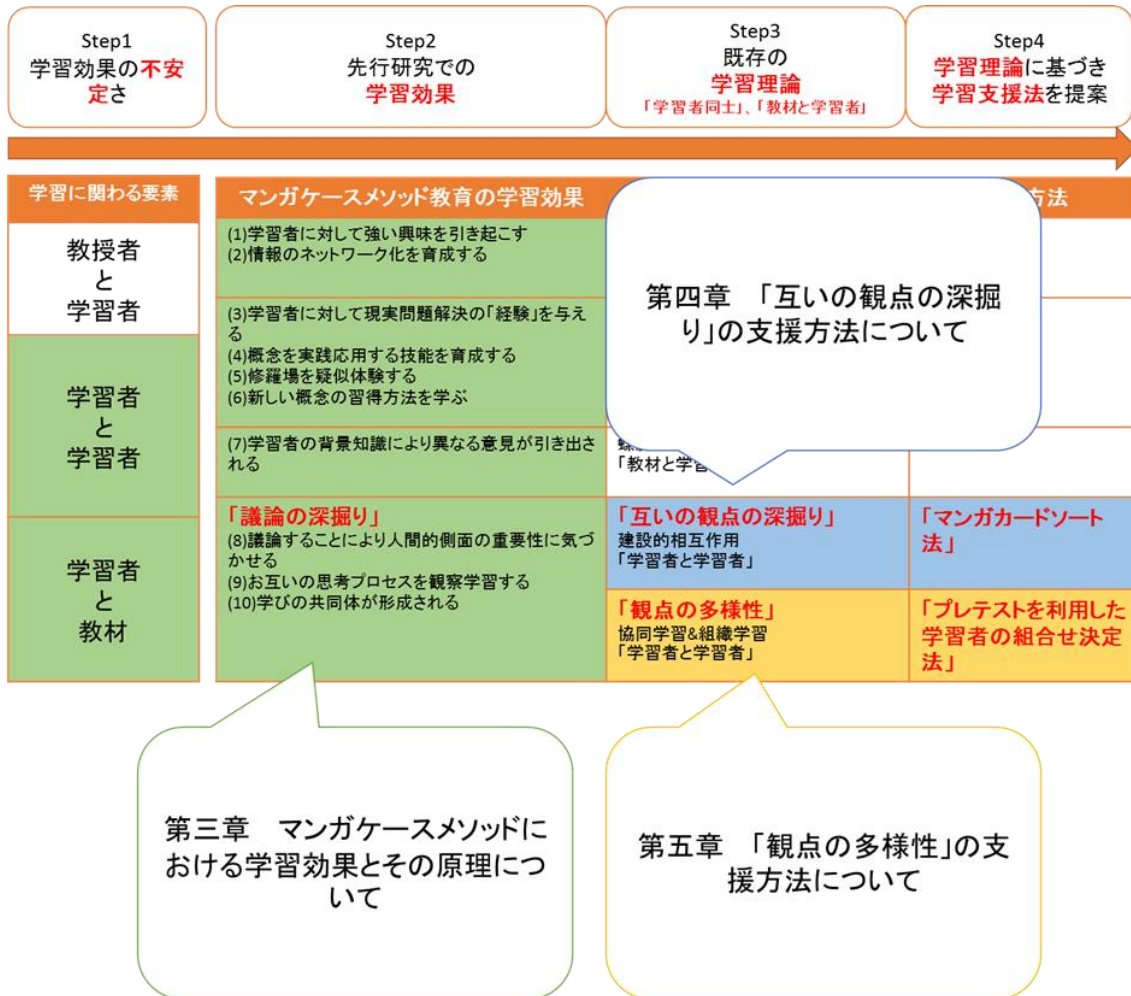 Step1
学習効果の不安
定さ
Step2
先行研究での
学習効果
Step3
既存の
学習理論
「学習者同士」、「教材と学習者」
Step4
学習理論に基づき
学習支援法を提案
学習に関わる要素
教授者
と
学習者
学習者
と
学習者
学習者
と
教材
マンガケースメソッド教育の学習効果
(1)学習者に対して強い興味を引き起こす
(2)情報のネットワーク化を育成する
(3)学習者に対して現実問題解決の「経験」を与え
る
(4)概念を実践応用する技能を育成する
(5)修羅場を疑似体験する
(6)新しい概念の習得方法を学ぶ
(7)学習者の背景知識により異なる意見が引き出さ
れる
「議論の深掘り」
(8)議論することにより人間的側面の重要性に気づ
かせる
(9)お互いの思考プロセスを観察学習する
(10)学びの共同体が形成される
方法
第四章　「互いの観点の深掘
り」の支援方法について
「教材と学習
「互いの観点の深掘り」
建設的相互作用
「学習者と学習者」
「マンガカードソート
法」
「観点の多様性」
協同学習&組織学習
「学習者と学習者」
「プレテストを利用した
学習者の組合せ決定
法」
第三章　マンガケースメソッドに
おける学習効果とその原理につ
いて
第五章　「観点の多様性」の支
援方法について